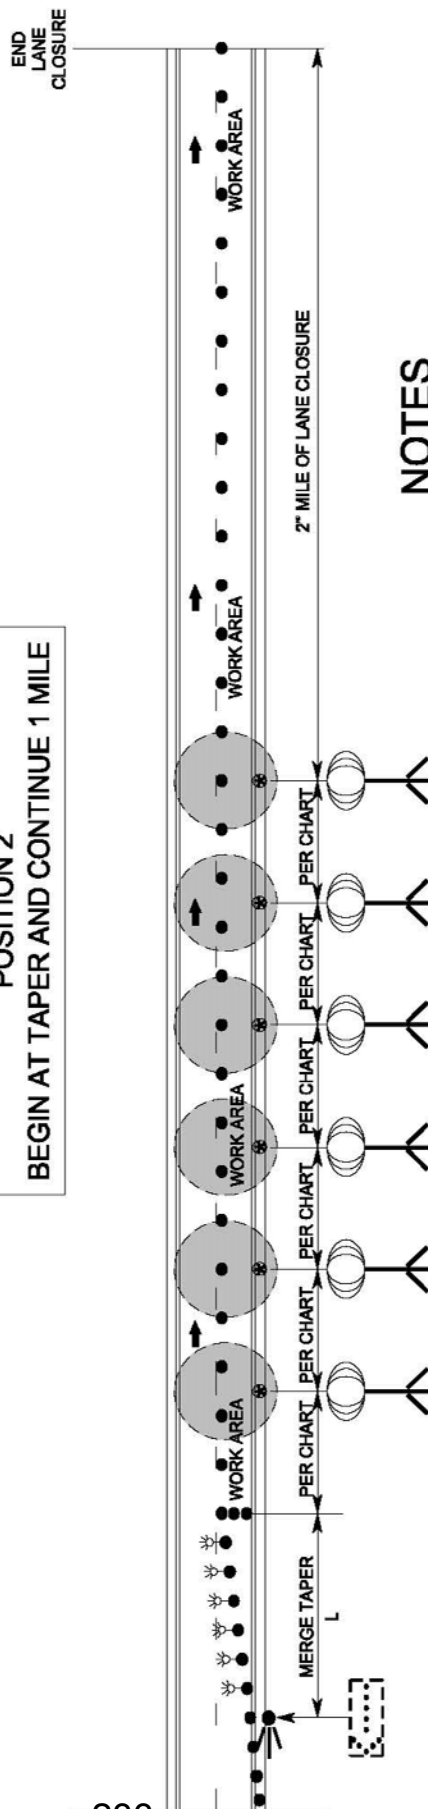 END
LANE
CLOSURE
WORK AREA
2" MILE OF LANE CLOSURE
NOTES
WORK AREA
BEGIN AT TAPER AND CONTINUE 1 MILE
PER CHART
PER CHART
PER CHART
WORK AREA
PER CHART
PER CHART
WORK AREA
PER CHART
MERGE TAPER
L